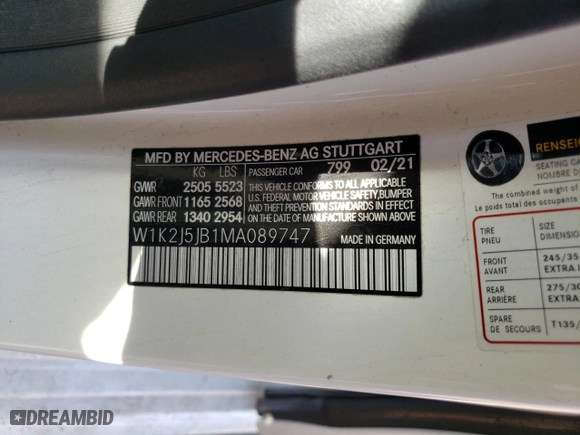 MFD BY MERCEDES-BENZ AG STUTTGART
KG LBS PASSENGER CAR 799 02/21
GVWR 2505 5523
GAWR FRONT 1165 2568
GAWR REAR 1340 2954
THIS VEHICLE CONFORMS TO ALL APPLICABLE
U.S. FEDERAL MOTOR VEHICLE SAFETY, BUMPER
AND THEFT PREVENTION STANDARDS IN
EFFECT ON THE DATE
OF MANUFACTURE SHOWN ABOVE.
W1K2J5JB1MA089747 MADE IN GERMANY
RENSEIG
SEATING CA
NOMBRE D
The combined weight of
Le poids total des occupants
TIRE SIZE
PNEU DIMENSION
FRONT 245/35
AVANT EXTRA
REAR 275/30
ARRIÈRE EXTRA
SPARE T135/
DE SECOURS
DREAMBID